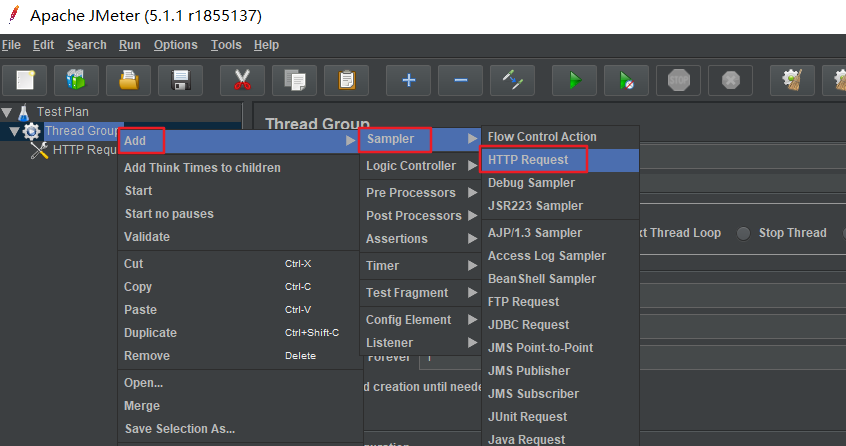 Apache JMeter (5.1.1 r1855137)
File Edit Search Run Options Tools Help
STOP
Test Plan
Thread Group
HTTP Requ
Thread Group
Add
Add Think Times to children
Start
Start no pauses
Validate
Cut Ctrl-X
Copy Ctrl-C
Paste Ctrl-V
Duplicate Ctrl+Shift-C
Remove Delete
Open...
Merge
Save Selection As...
Sampler
Logic Controller
Pre Processors
Post Processors
Assertions
Timer
Test Fragment
Config Element
Listener
Flow Control Action
HTTP Request
Debug Sampler
JSR223 Sampler
AJP/1.3 Sampler
Access Log Sampler
BeanShell Sampler
FTP Request
JDBC Request
JMS Point-to-Point
JMS Publisher
JMS Subscriber
JUnit Request
Java Request
xt Thread Loop Stop Thread
Forever 1
d creation until neede